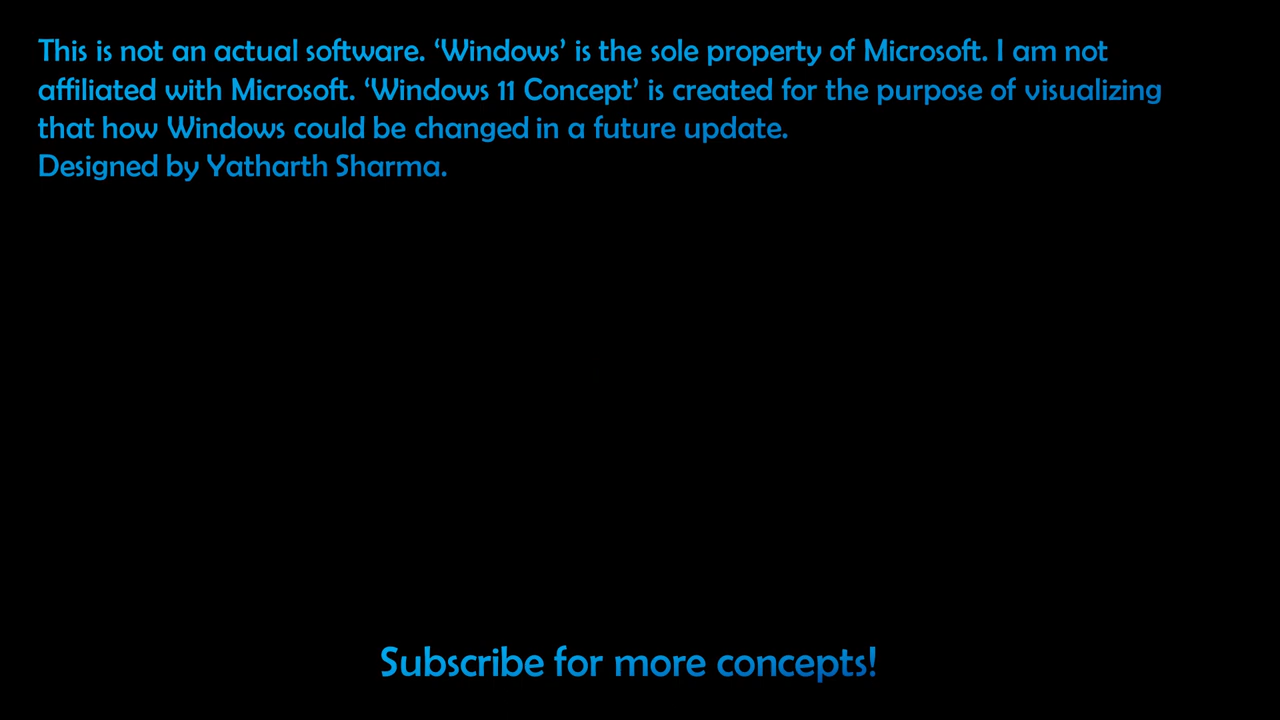 This is not an actual software. ‘Windows’ is the sole property of Microsoft. I am not
affiliated with Microsoft. ‘Windows 11 Concept’ is created for the purpose of visualizing
that how Windows could be changed in a future update.
Designed by Yatharth Sharma.
Subscribe for more concepts!